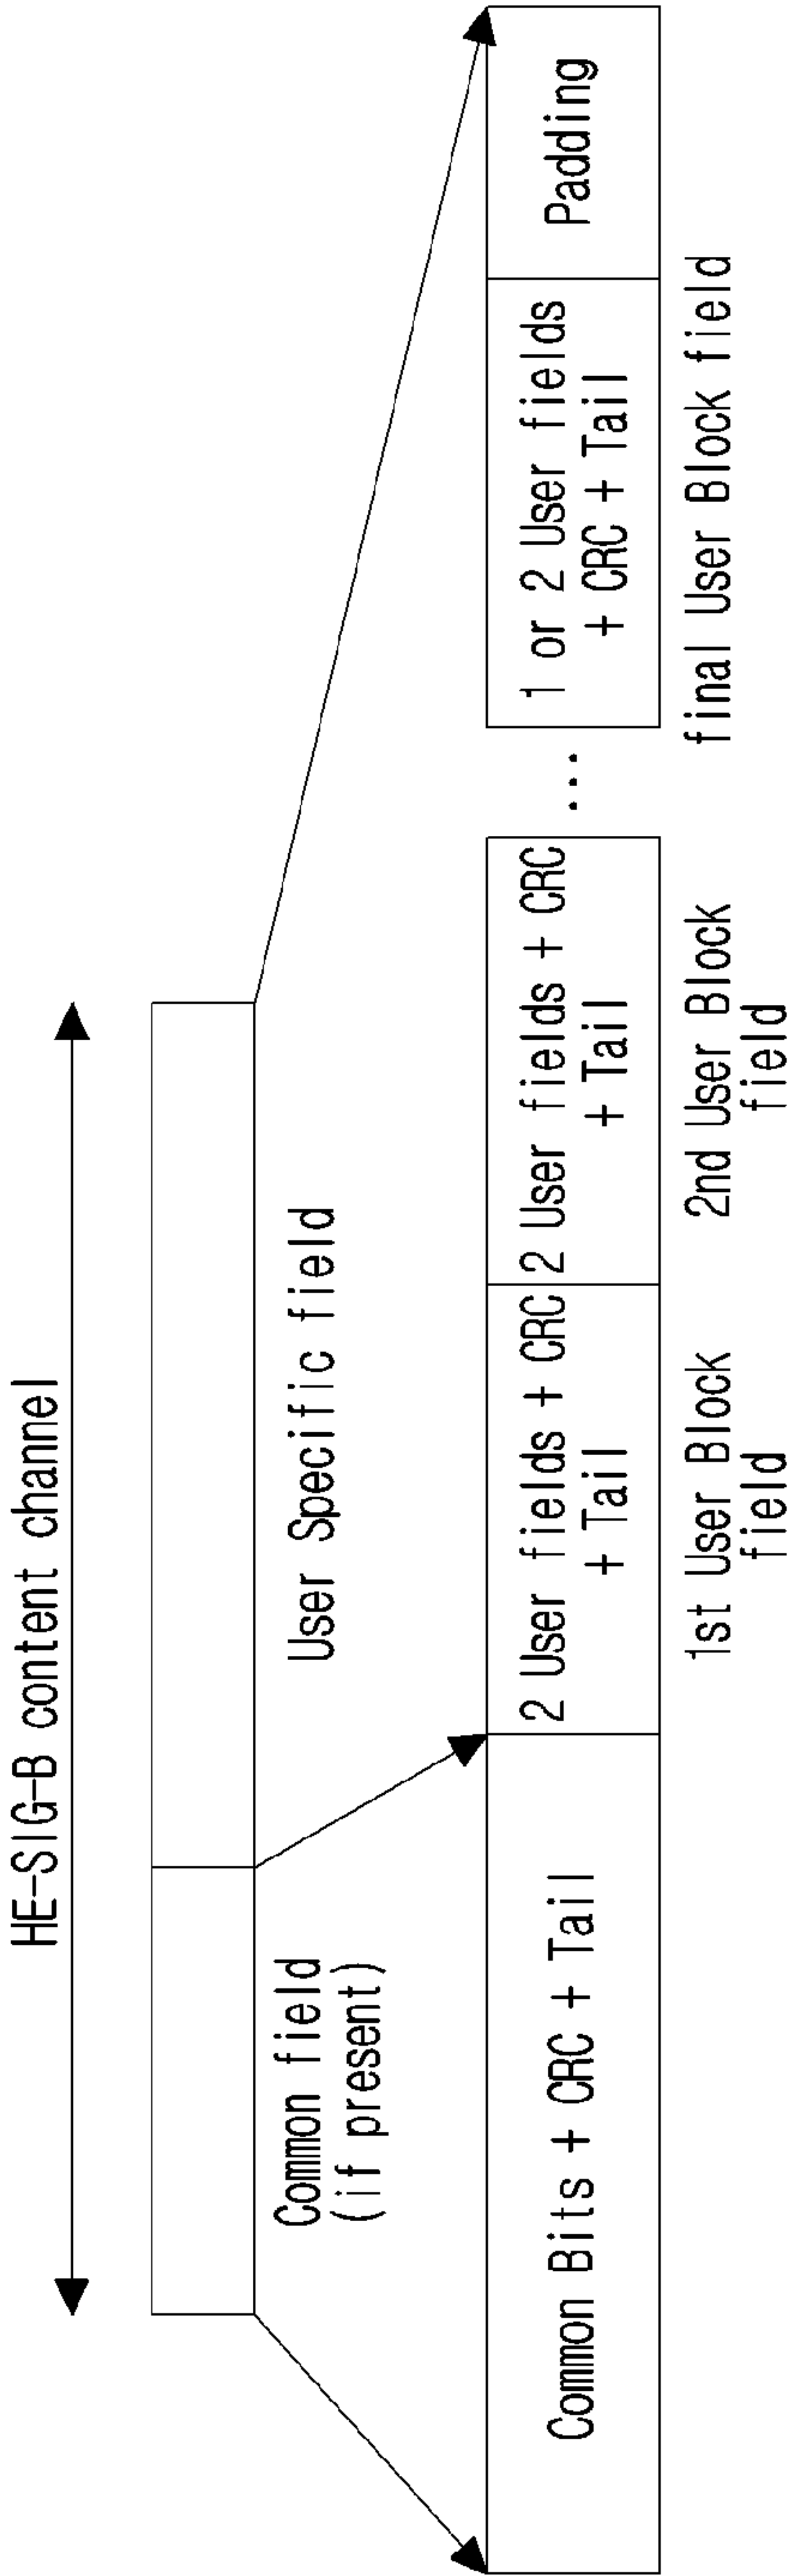 HE-SIG-B content channel
Common field
(if present)
User Specific field
Common Bits + CRC + Tail
2 User fields + CRC
+ Tail
2 User fields + CRC
+ Tail
...
1 or 2 User fields
+ CRC + Tail
Padding
1st User Block
field
2nd User Block
field
final User Block field